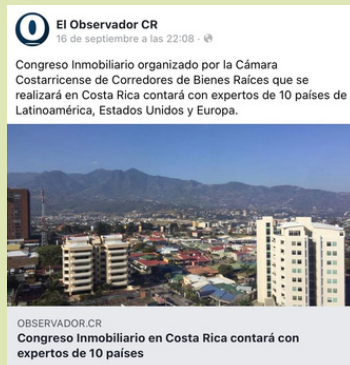 El Observador CR
16 de septiembre a las 22:08 ·
Congreso Inmobiliario organizado por la Cámara
Costarricense de Corredores de Bienes Raíces que se
realizará en Costa Rica contará con expertos de 10 países de
Latinoamérica, Estados Unidos y Europa.
OBSERVADOR.CR
Congreso Inmobiliario en Costa Rica contará con
expertos de 10 países